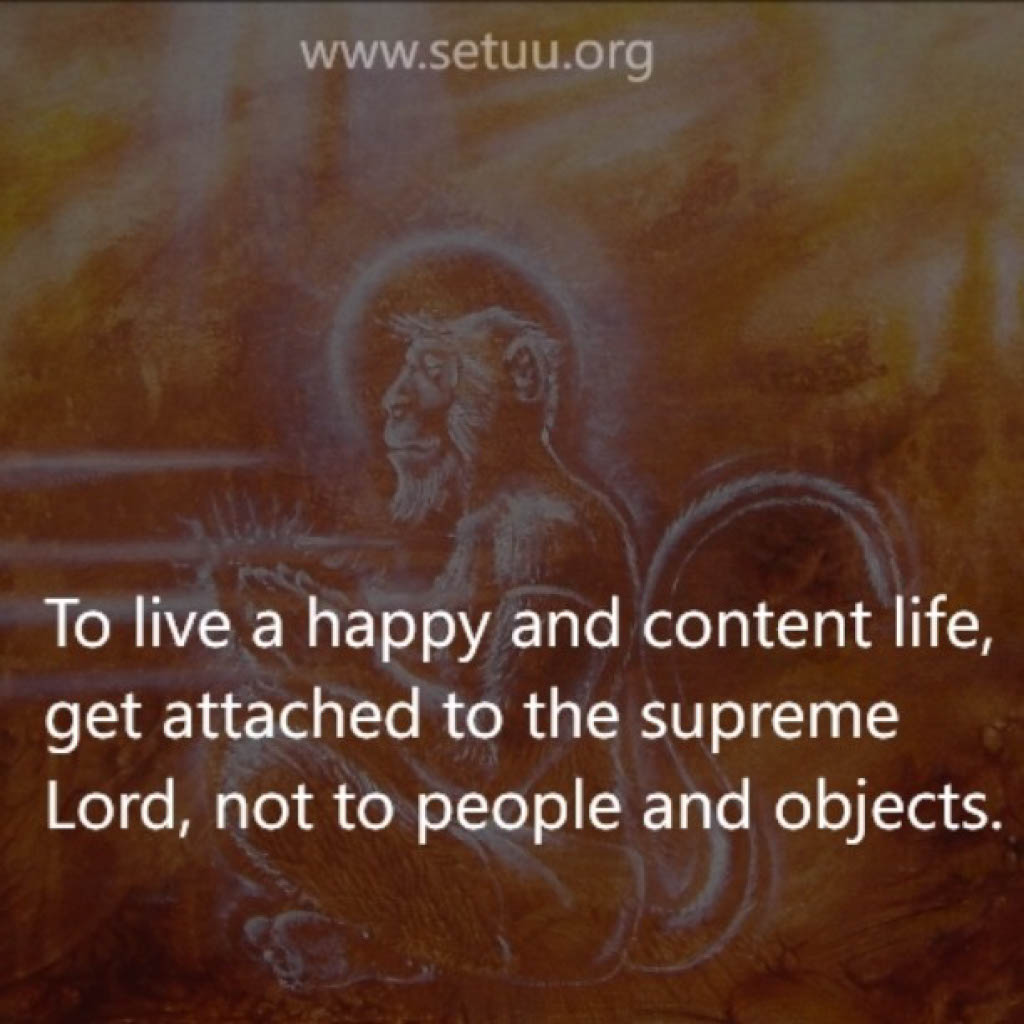 www.setuu.org
To live a happy and content life,
get attached to the supreme
Lord, not to people and objects.